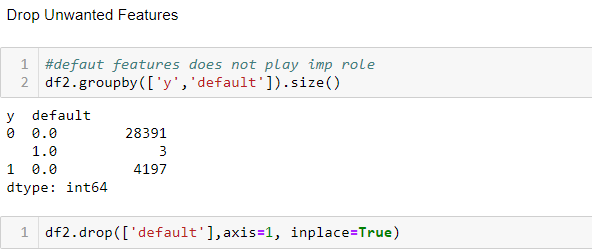 Drop Unwanted Features
1 #defaut features does not play imp role
2 df2.groupby(['y','default']).size()
y  default
0  0.0        28391
   1.0            3
1  0.0         4197
dtype: int64
1 df2.drop(['default'],axis=1, inplace=True)